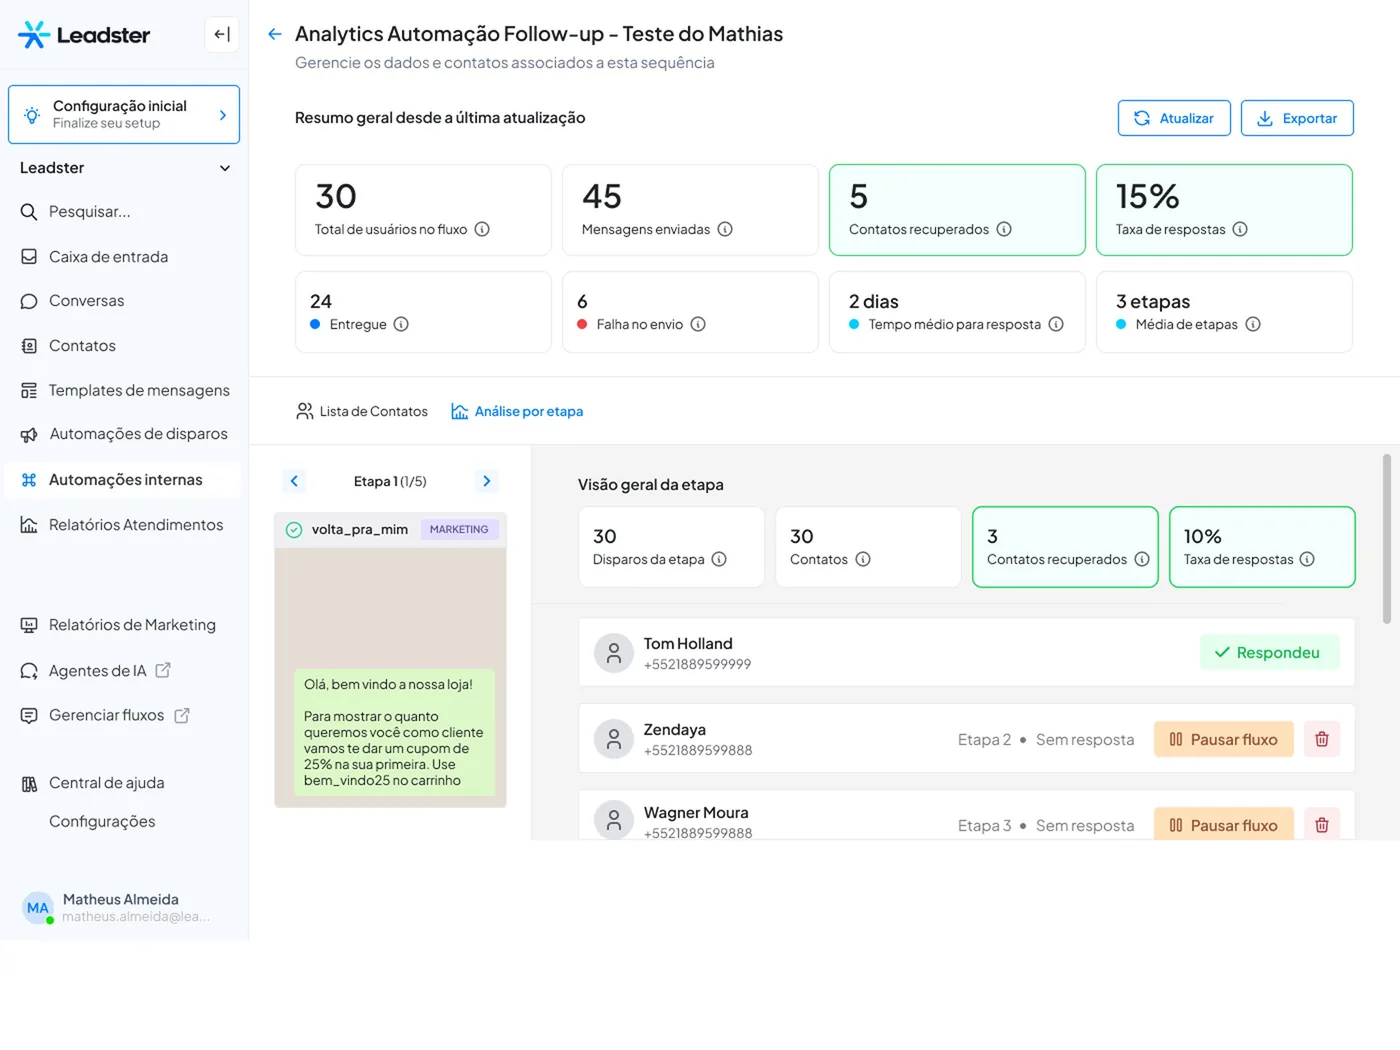 Leadster
Configuração inicial
Finalize seu setup
Leadster
Pesquisar...
Caixa de entrada
Conversas
Contatos
Templates de mensagens
Automações de disparos
Automações internas
Relatórios Atendimentos
Relatórios de Marketing
Agentes de IA
Gerenciar fluxos
Central de ajuda
Configurações
MA
Matheus Almeida
matheus.almeida@lea...
Analytics Automação Follow-up - Teste do Mathias
Gerencie os dados e contatos associados a esta sequência
Resumo geral desde a última atualização
Atualizar
Exportar
30
Total de usuários no fluxo
45
Mensagens enviadas
5
Contatos recuperados
15%
Taxa de respostas
24
Entregue
6
Falha no envio
2 dias
Tempo médio para resposta
3 etapas
Média de etapas
Lista de Contatos
Análise por etapa
Etapa 1 (1/5)
volta_pra_mim
MARKETING
Olá, bem vindo a nossa loja!
Para mostrar o quanto
queremos você como cliente
vamos te dar um cupom de
25% na sua primeira. Use
bem_vindo25 no carrinho
Visão geral da etapa
30
Disparos da etapa
30
Contatos
3
Contatos recuperados
10%
Taxa de respostas
Tom Holland
+5521889599999
Respondeu
Zendaya
+5521889599888
Etapa 2 • Sem resposta
Pausar fluxo
Wagner Moura
+5521889599888
Etapa 3 • Sem resposta
Pausar fluxo